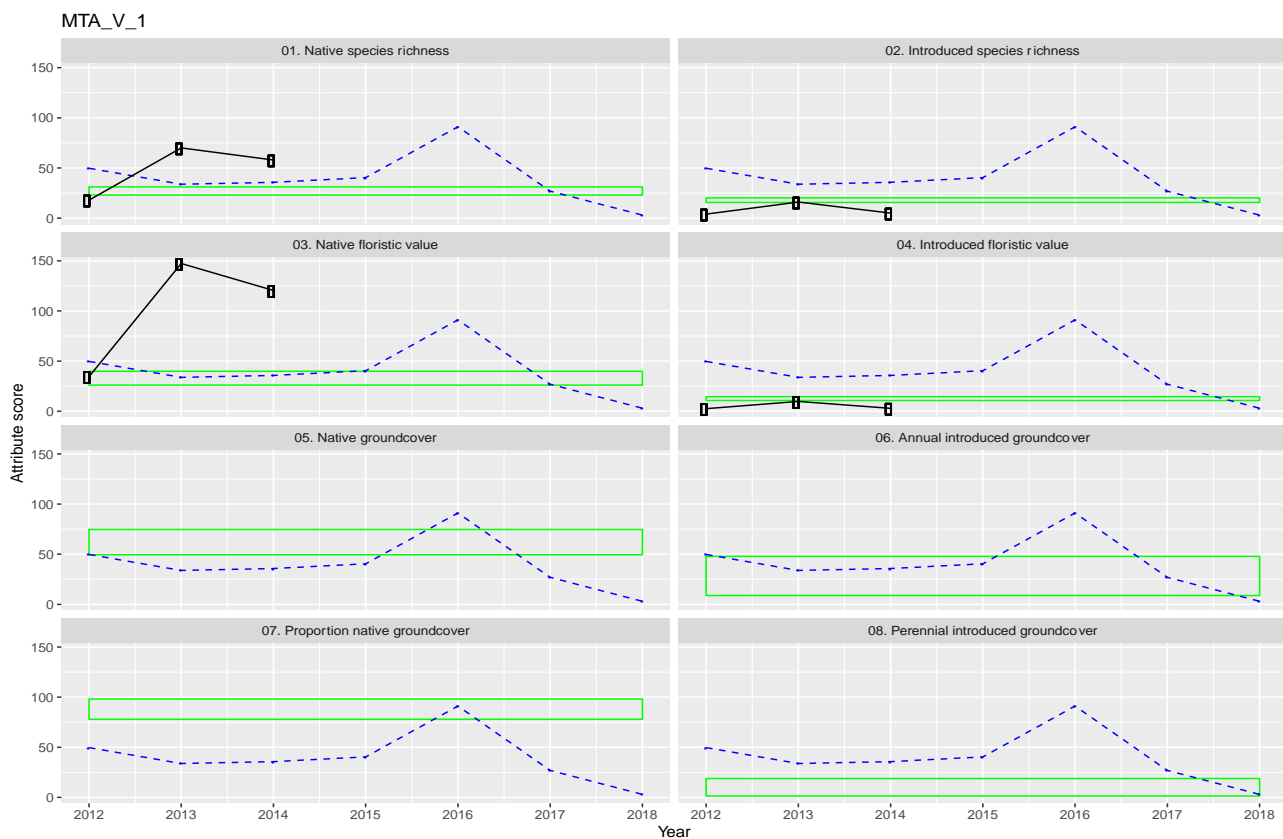 MTA_V_1
01. Native species richness
02. Introduced species richness
150
100
50
0
03. Native floristic value
04. Introduced floristic value
150
100
50
0
05. Native groundcover
06. Annual introduced groundcover
150
100
50
0
07. Proportion native groundcover
08. Perennial introduced groundcover
150
100
50
0
Attribute score
2012 2013 2014 2015 2016 2017 2018 2012 2013 2014 2015 2016 2017 2018
Year